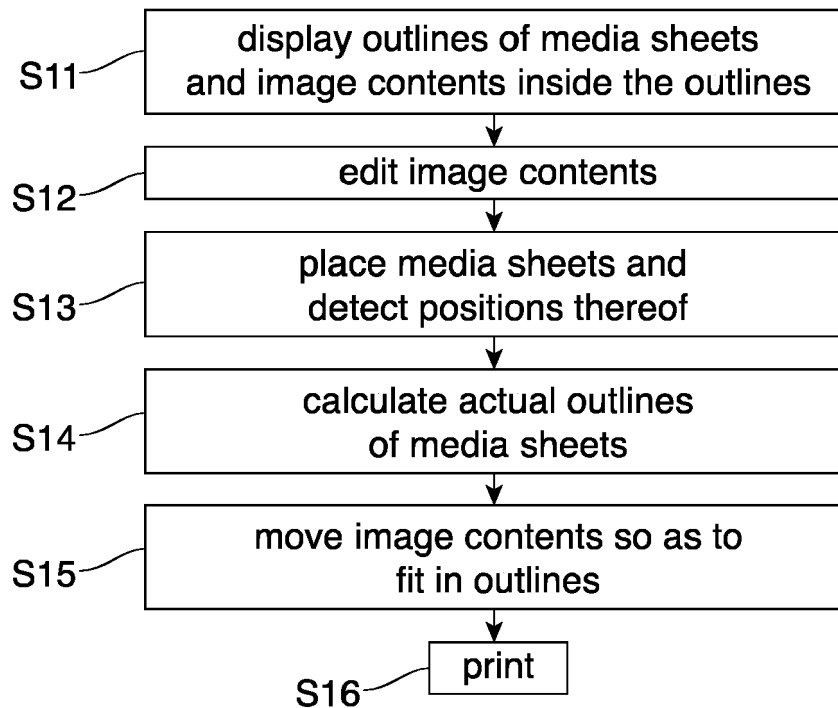 S11
display outlines of media sheets
and image contents inside the outlines
S12
edit image contents
S13
place media sheets and
detect positions thereof
S14
calculate actual outlines
of media sheets
S15
move image contents so as to
fit in outlines
S16
print